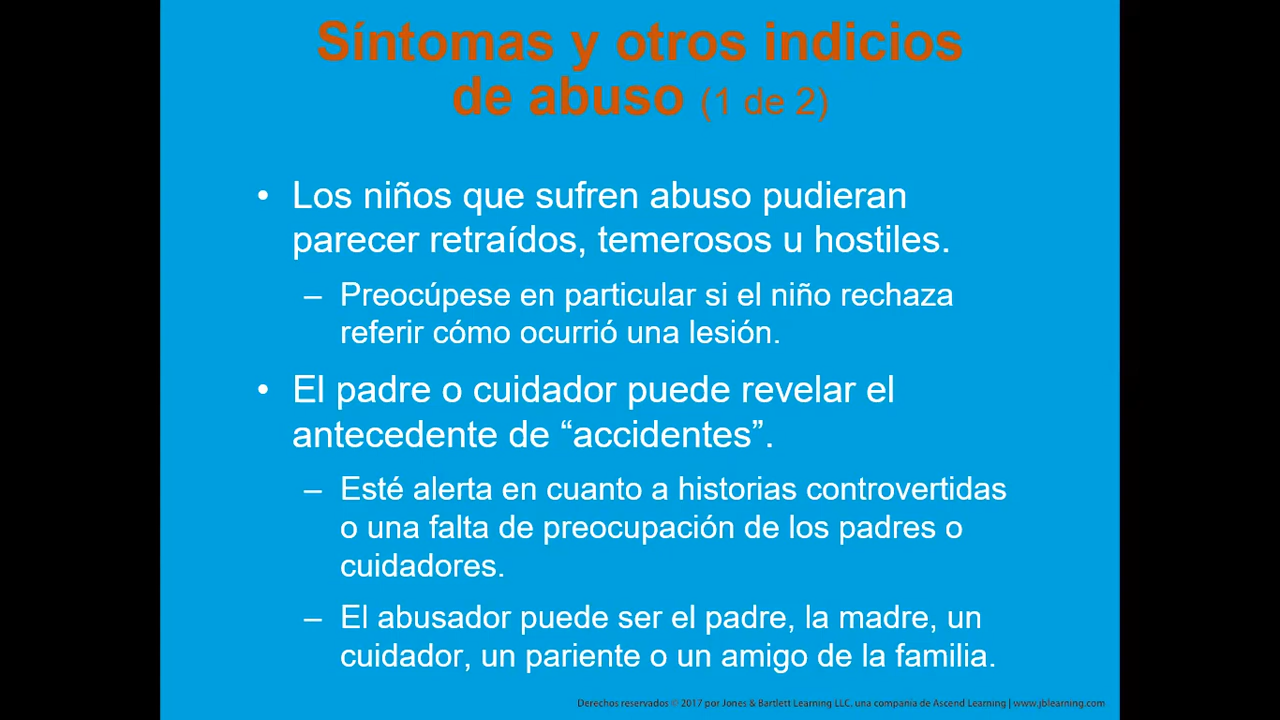 Síntomas y otros indicios
de abuso (1 de 2)
• Los niños que sufren abuso pudieran
parecer retraídos, temerosos u hostiles.
– Preocúpese en particular si el niño rechaza
referir cómo ocurrió una lesión.
• El padre o cuidador puede revelar el
antecedente de “accidentes”.
– Esté alerta en cuanto a historias controvertidas
o una falta de preocupación de los padres o
cuidadores.
– El abusador puede ser el padre, la madre, un
cuidador, un pariente o un amigo de la familia.
Derechos reservados © 2017 por Jones & Bartlett Learning LLC, una compañía de Ascend Learning | www.jblearning.com